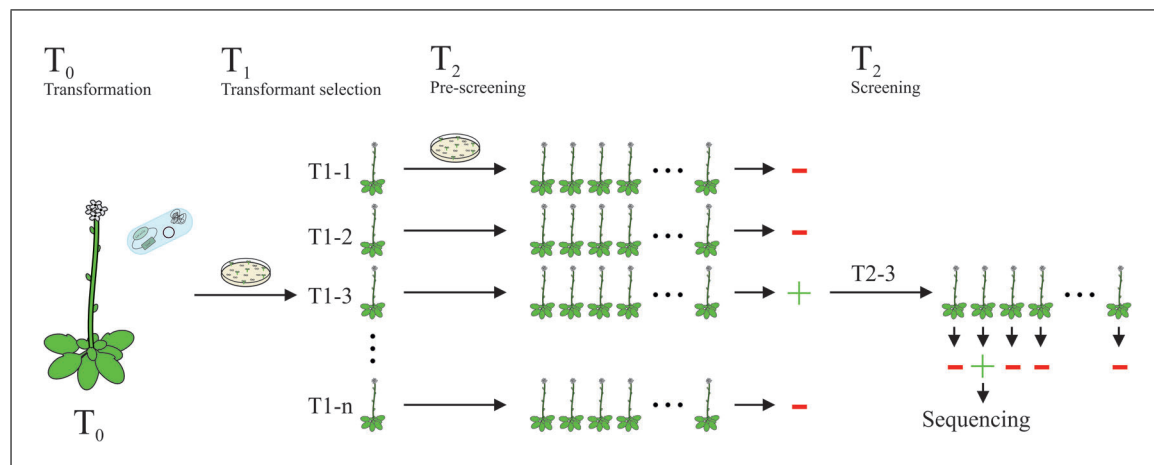 T0
Transformation
T1
Transformant selection
T2
Pre-screening
T2
Screening
T1-1
T1-2
T1-3
T2-3
T1-n
Sequencing
T0